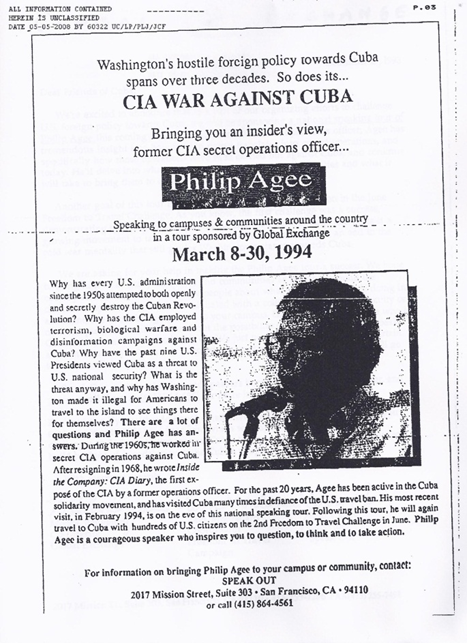 ALL INFORMATION CONTAINED
HEREIN IS UNCLASSIFIED
DATE 05-05-2008 BY 60322 UC/LP/PLJ/JCF
P.03
Washington's hostile foreign policy towards Cuba
spans over three decades. So does its...
CIA WAR AGAINST CUBA
Bringing you an insider's view,
former CIA secret operations officer...
Philip Agee
Speaking to campuses & communities around the country
in a tour sponsored by Global Exchange
March 8-30, 1994
Why has every U.S. administration
since the 1950s attempted to both openly
and secretly destroy the Cuban Revo-
lution? Why has the CIA employed
terrorism, biological warfare and
disinformation campaigns against
Cuba? Why have the past nine U.S.
Presidents viewed Cuba as a threat to
U.S. national security? What is the
threat anyway, and why has Washing-
ton made it illegal for Americans to
travel to the island to see things there
for themselves? There are a lot of
questions and Philip Agee has an-
swers. During the 1960s, he worked in
secret CIA operations against Cuba.
After resigning in 1968, he wrote Inside
the Company: CIA Diary, the first ex-
posé of the CIA by a former operations officer. For the past 20 years, Agee has been active in the Cuba
solidarity movement, and has visited Cuba many times in defiance of the U.S. travel ban. His most recent
visit, in February 1994, is on the eve of this national speaking tour. Following this tour, he will again
travel to Cuba with hundreds of U.S. citizens on the 2nd Freedom to Travel Challenge in June. Philip
Agee is a courageous speaker who inspires you to question, to think and to take action.
For information on bringing Philip Agee to your campus or community, contact:
SPEAK OUT
2017 Mission Street, Suite 303 • San Francisco, CA • 94110
or call (415) 864-4561